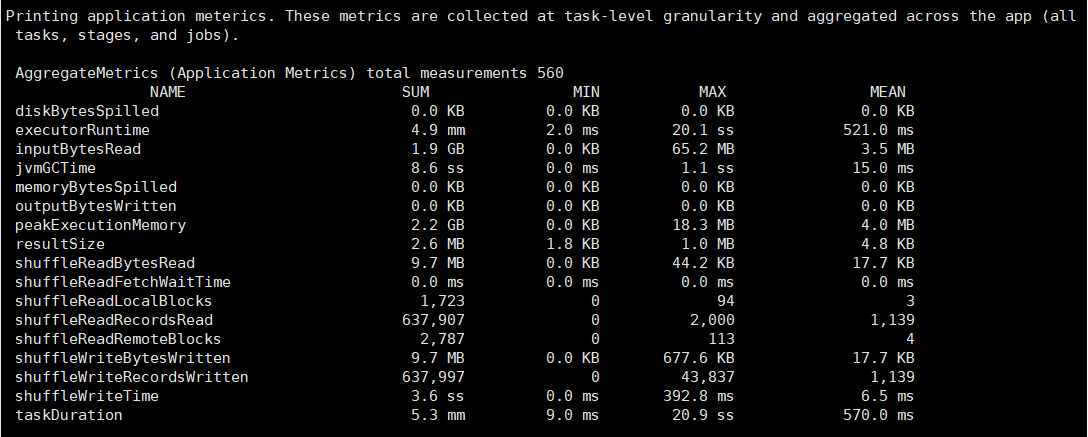 Printing application meterics. These metrics are collected at task-level granularity and aggregated across the app (all
tasks, stages, and jobs).
AggregateMetrics (Application Metrics) total measurements 560
NAME SUM MIN MAX MEAN
diskBytesSpilled 0.0 KB 0.0 KB 0.0 KB 0.0 KB
executorRuntime 4.9 mm 2.0 ms 20.1 ss 521.0 ms
inputBytesRead 1.9 GB 0.0 KB 65.2 MB 3.5 MB
jvmGCTime 8.6 ss 0.0 ms 1.1 ss 15.0 ms
memoryBytesSpilled 0.0 KB 0.0 KB 0.0 KB 0.0 KB
outputBytesWritten 0.0 KB 0.0 KB 0.0 KB 0.0 KB
peakExecutionMemory 2.2 GB 0.0 KB 18.3 MB 4.0 MB
resultSize 2.6 MB 1.8 KB 1.0 MB 4.8 KB
shuffleReadBytesRead 9.7 MB 0.0 KB 44.2 KB 17.7 KB
shuffleReadFetchWaitTime 0.0 ms 0.0 ms 0.0 ms 0.0 ms
shuffleReadLocalBlocks 1,723 0 94 3
shuffleReadRecordsRead 637,907 0 2,000 1,139
shuffleReadRemoteBlocks 2,787 0 113 4
shuffleWriteBytesWritten 9.7 MB 0.0 KB 677.6 KB 17.7 KB
shuffleWriteRecordsWritten 637,997 0 43,837 1,139
shuffleWriteTime 3.6 ss 0.0 ms 392.8 ms 6.5 ms
taskDuration 5.3 mm 9.0 ms 20.9 ss 570.0 ms